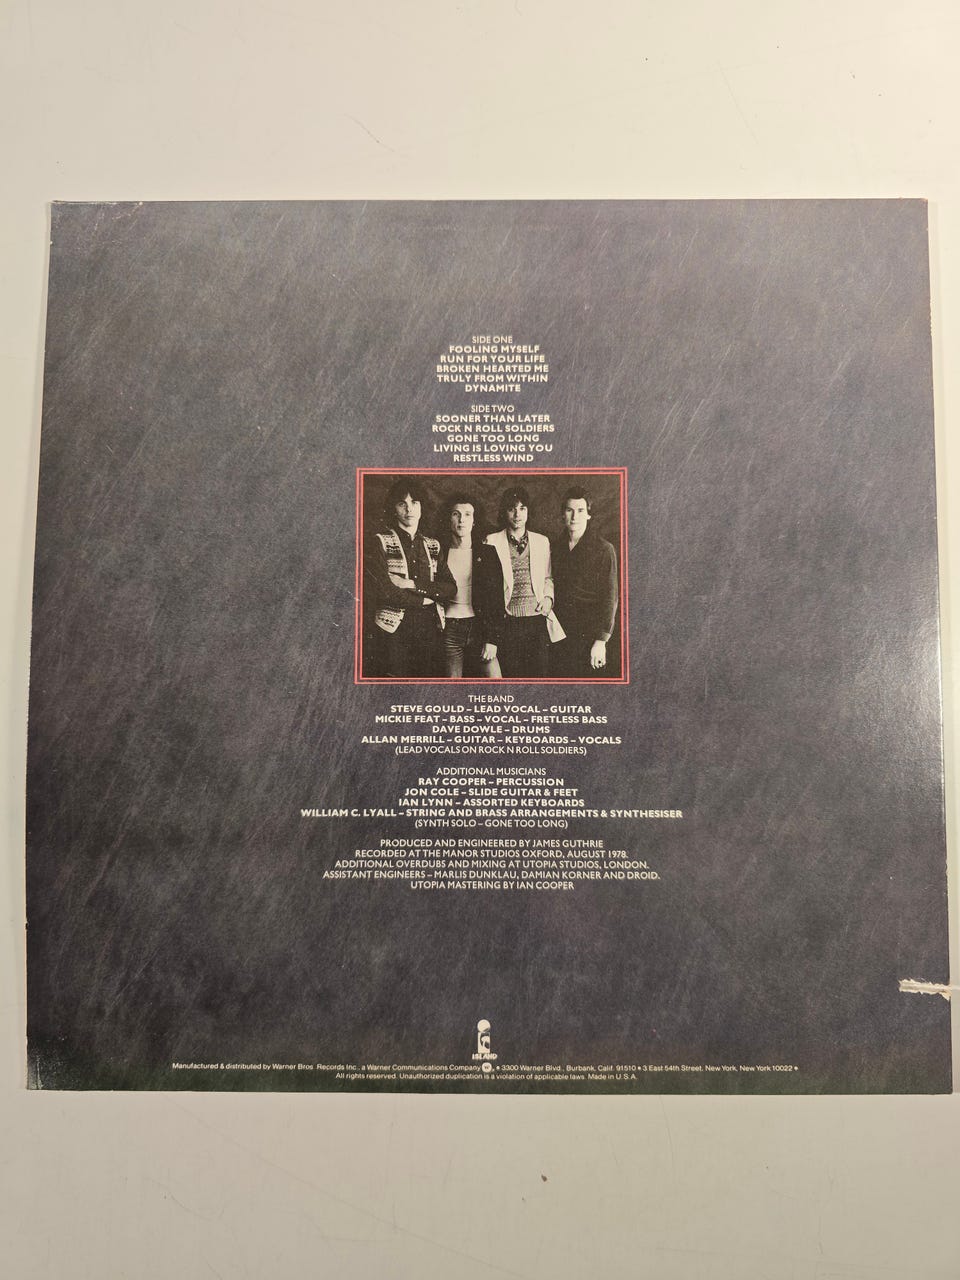 SIDE ONE
FOOLING MYSELF
RUN FOR YOUR LIFE
BROKEN HEARTED ME
TRULY FROM WITHIN
DYNAMITE
SIDE TWO
SOONER THAN LATER
ROCK N ROLL SOLDIERS
GONE TOO LONG
LIVING IS LOVING YOU
RESTLESS WIND
THE BAND
STEVE GOULD – LEAD VOCAL – GUITAR
MICKIE FEAT – BASS – VOCAL – FRETLESS BASS
DAVE DOWLE – DRUMS
ALLAN MERRILL – GUITAR – KEYBOARDS – VOCALS
(LEAD VOCALS ON ROCK N ROLL SOLDIERS)
ADDITIONAL MUSICIANS
RAY COOPER – PERCUSSION
JON COLE – SLIDE GUITAR & FEET
IAN LYNN – ASSORTED KEYBOARDS
WILLIAM C. LYALL – STRING AND BRASS ARRANGEMENTS & SYNTHESISER
(SYNTH SOLO – GONE TOO LONG)
PRODUCED AND ENGINEERED BY JAMES GUTHRIE
RECORDED AT THE MANOR STUDIOS OXFORD, AUGUST 1978.
ADDITIONAL OVERDUBS AND MIXING AT UTOPIA STUDIOS, LONDON.
ASSISTANT ENGINEERS – MARLIS DUNKLAU, DAMIAN KORNER AND DROID.
UTOPIA MASTERING BY IAN COOPER
ISLAND
Manufactured & distributed by Warner Bros. Records Inc., a Warner Communications Company W, • 3300 Warner Blvd., Burbank, Calif. 91510 • 3 East 54th Street, New York, New York 10022 •
All rights reserved. Unauthorized duplication is a violation of applicable laws. Made in U.S.A.